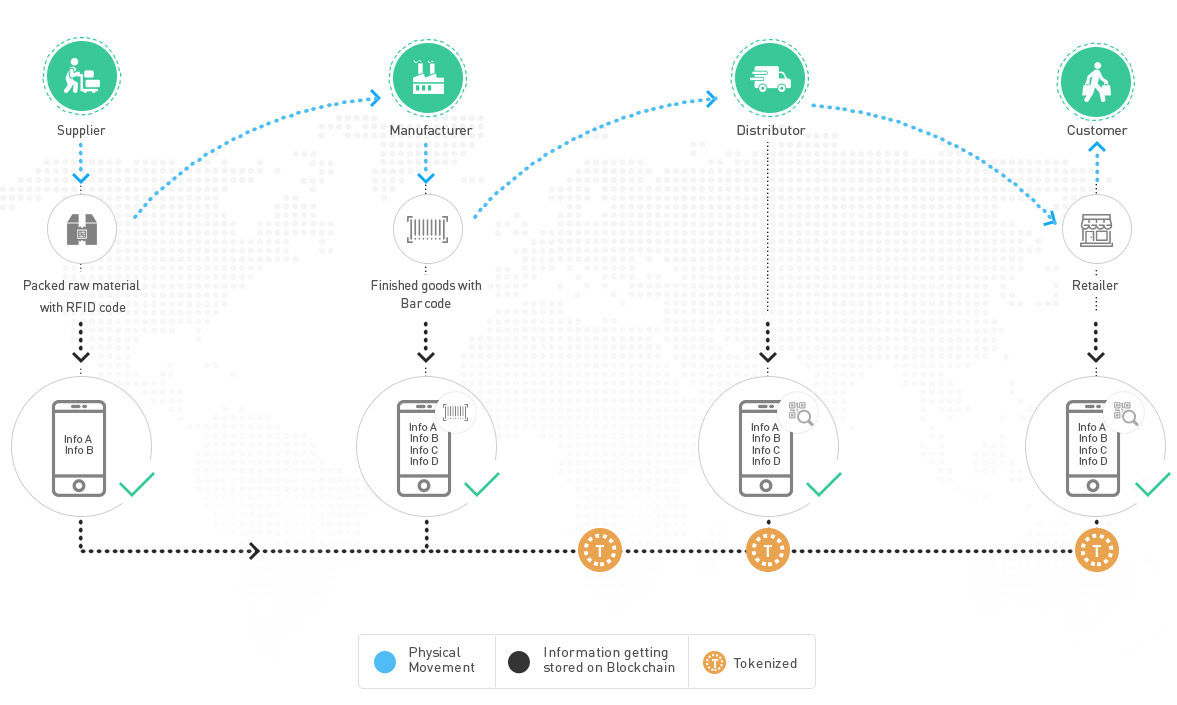 Supplier
Manufacturer
Distributor
Customer
Packed raw material
with RFID code
Finished goods with
Bar code
Retailer
Info A
Info B
Info A
Info B
Info C
Info D
Info A
Info B
Info C
Info D
Info A
Info B
Info C
Info D
T
T
T
Physical
Movement
Information getting
stored on Blockchain
T
Tokenized